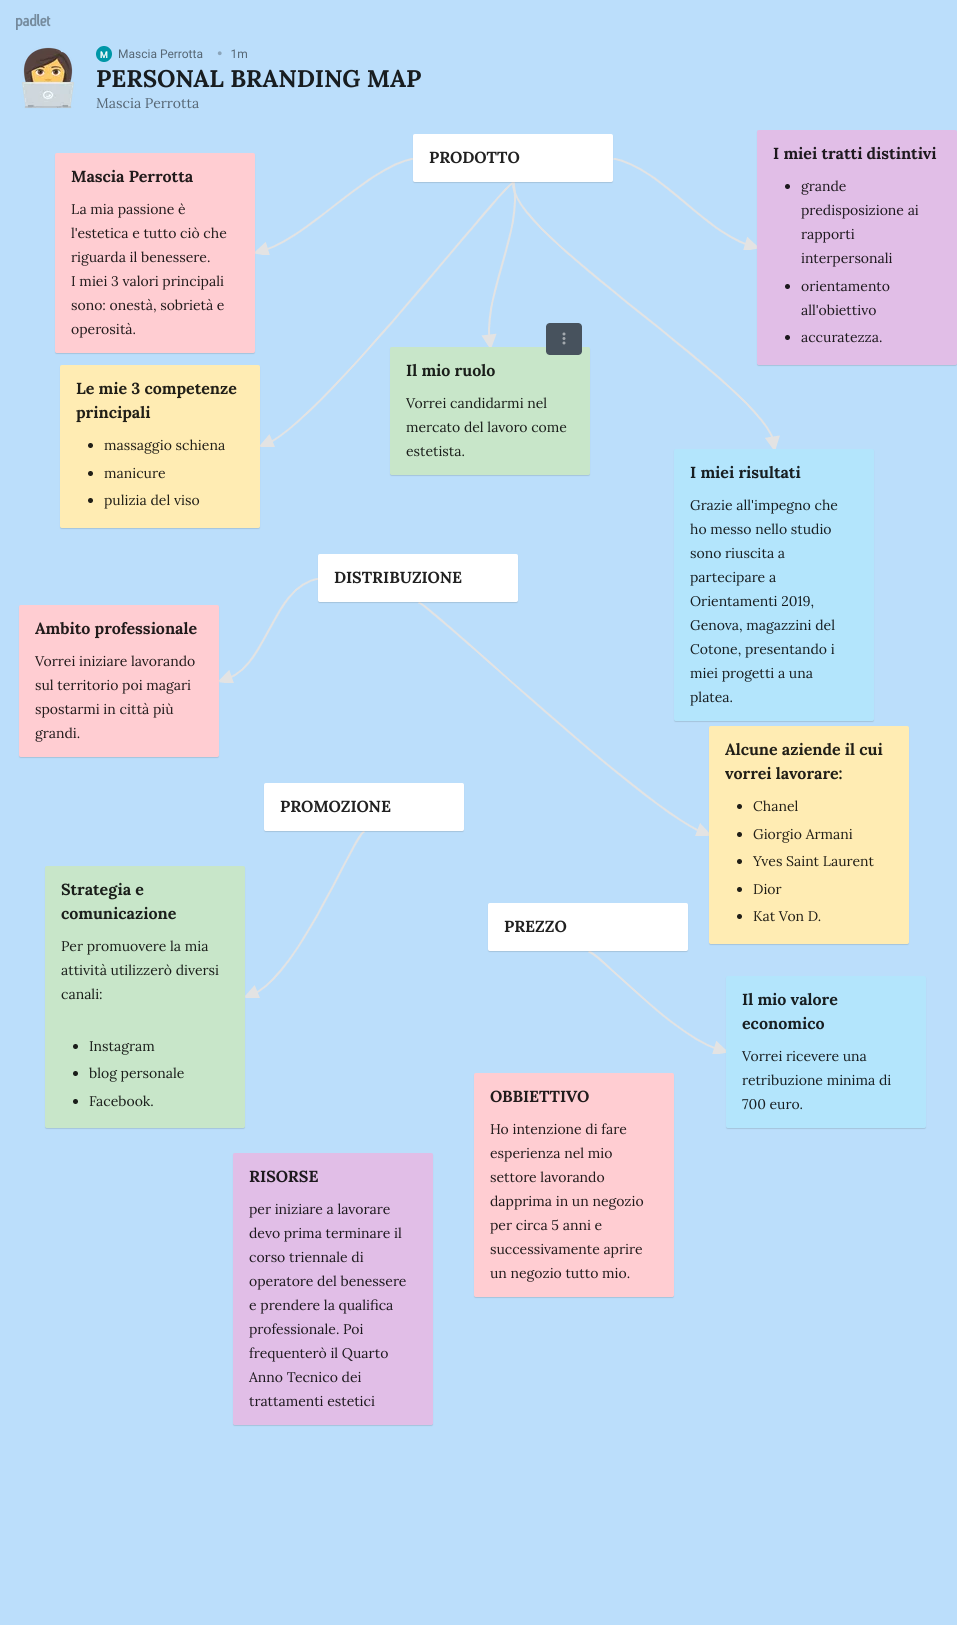 padlet
M Mascia Perrotta • 1m
PERSONAL BRANDING MAP
Mascia Perrotta
PRODOTTO
Mascia Perrotta
La mia passione è
l'estetica e tutto ciò che
riguarda il benessere.
I miei 3 valori principali
sono: onestà, sobrietà e
operosità.
I miei tratti distintivi
• grande
predisposizione ai
rapporti
interpersonali
• orientamento
all'obiettivo
• accuratezza.
Le mie 3 competenze
principali
• massaggio schiena
• manicure
• pulizia del viso
Il mio ruolo
Vorrei candidarmi nel
mercato del lavoro come
estetista.
I miei risultati
Grazie all'impegno che
ho messo nello studio
sono riuscita a
partecipare a
Orientamenti 2019,
Genova, magazzini del
Cotone, presentando i
miei progetti a una
platea.
DISTRIBUZIONE
Ambito professionale
Vorrei iniziare lavorando
sul territorio poi magari
spostarmi in città più
grandi.
Alcune aziende il cui
vorrei lavorare:
• Chanel
• Giorgio Armani
• Yves Saint Laurent
• Dior
• Kat Von D.
PROMOZIONE
Strategia e
comunicazione
Per promuovere la mia
attività utilizzerò diversi
canali:
• Instagram
• blog personale
• Facebook.
PREZZO
Il mio valore
economico
Vorrei ricevere una
retribuzione minima di
700 euro.
OBBIETTIVO
Ho intenzione di fare
esperienza nel mio
settore lavorando
dapprima in un negozio
per circa 5 anni e
successivamente aprire
un negozio tutto mio.
RISORSE
per iniziare a lavorare
devo prima terminare il
corso triennale di
operatore del benessere
e prendere la qualifica
professionale. Poi
frequenterò il Quarto
Anno Tecnico dei
trattamenti estetici